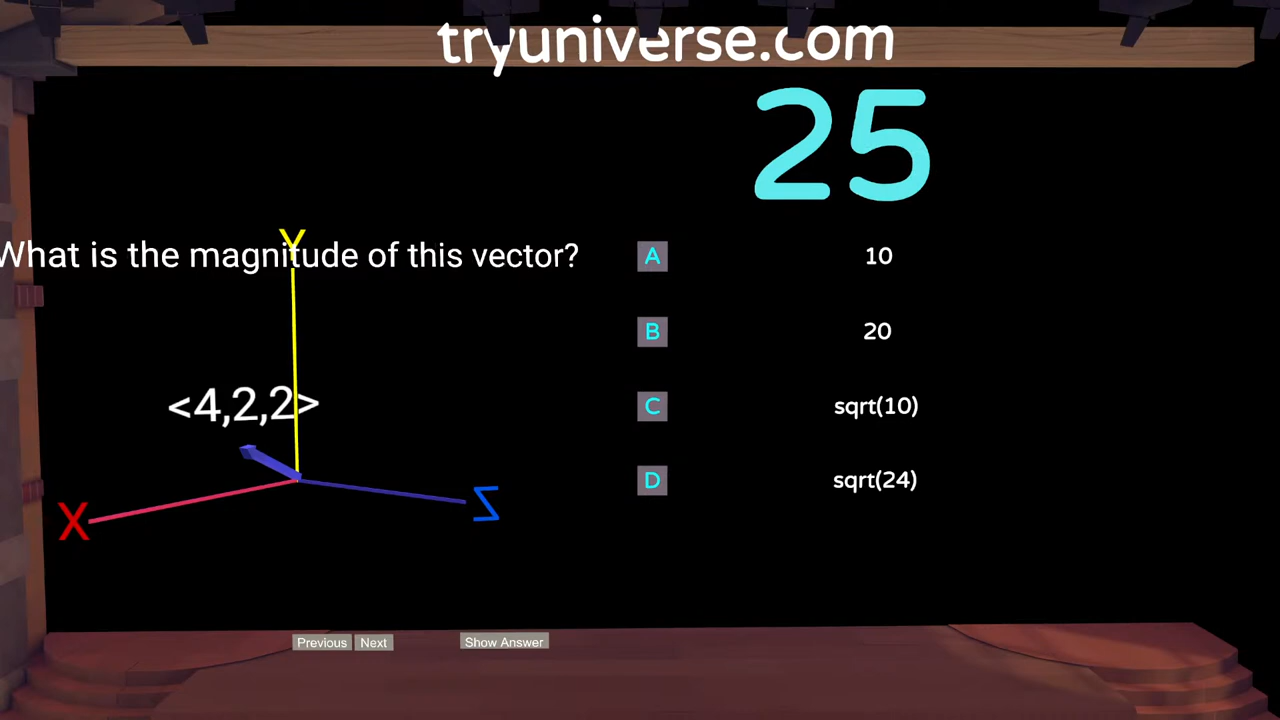 tryuniverse.com
25
What is the magnitude of this vector?
Y
<4,2,2>
X
Z
A 10
B 20
C sqrt(10)
D sqrt(24)
Previous Next Show Answer